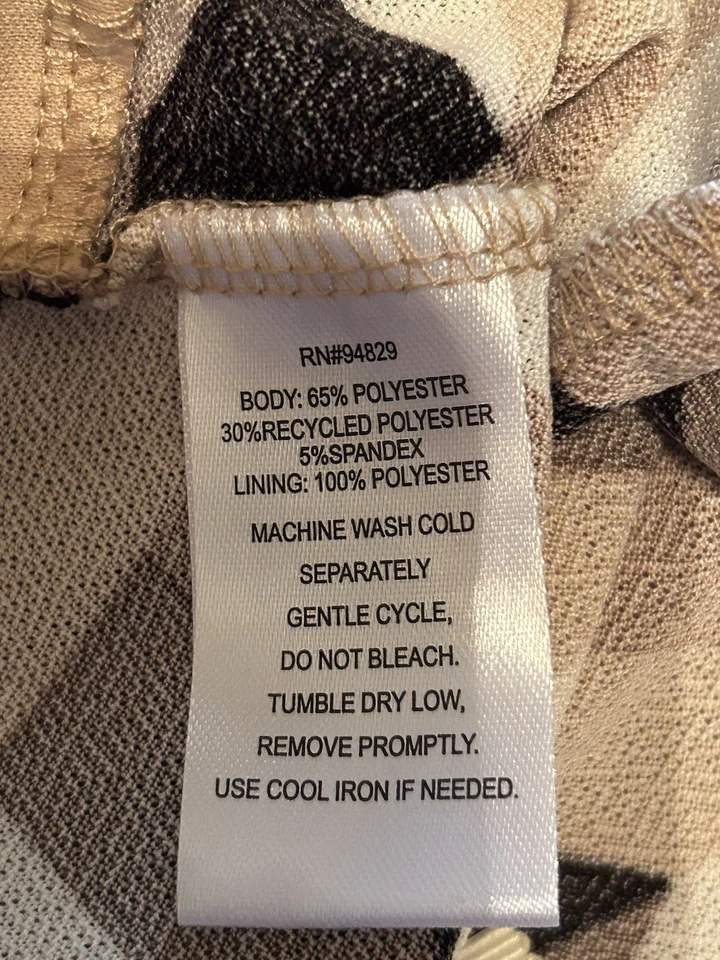 RN#94829
BODY: 65% POLYESTER
30%RECYCLED POLYESTER
5%SPANDEX
LINING: 100% POLYESTER
MACHINE WASH COLD
SEPARATELY
GENTLE CYCLE,
DO NOT BLEACH.
TUMBLE DRY LOW,
REMOVE PROMPTLY.
USE COOL IRON IF NEEDED.